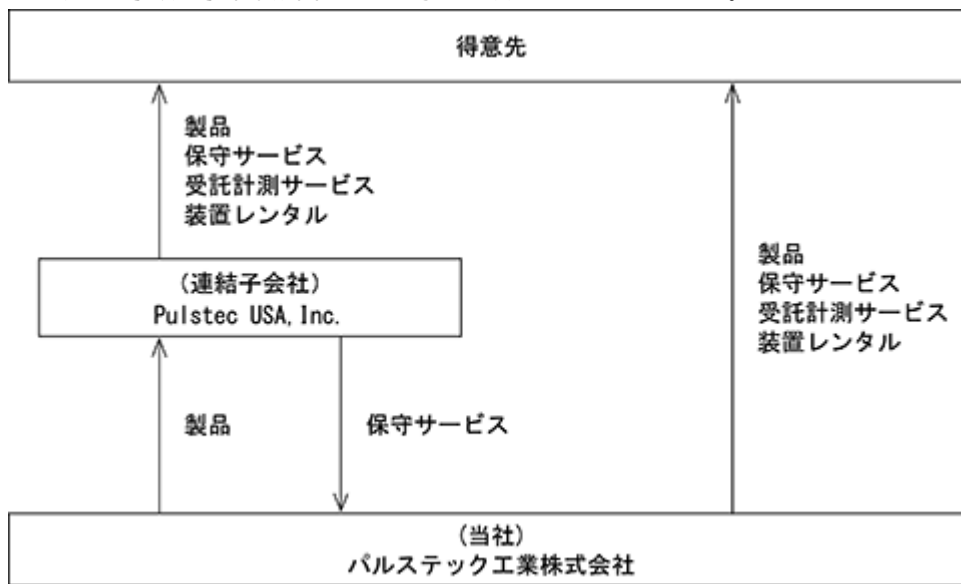 得意先
製品
保守サービス
受託計測サービス
装置レンタル
(連結子会社)
Pulstec USA,Inc.
製品
保守サービス
受託計測サービス
装置レンタル
製品
保守サービス
(当社)
パルステック工業株式会社